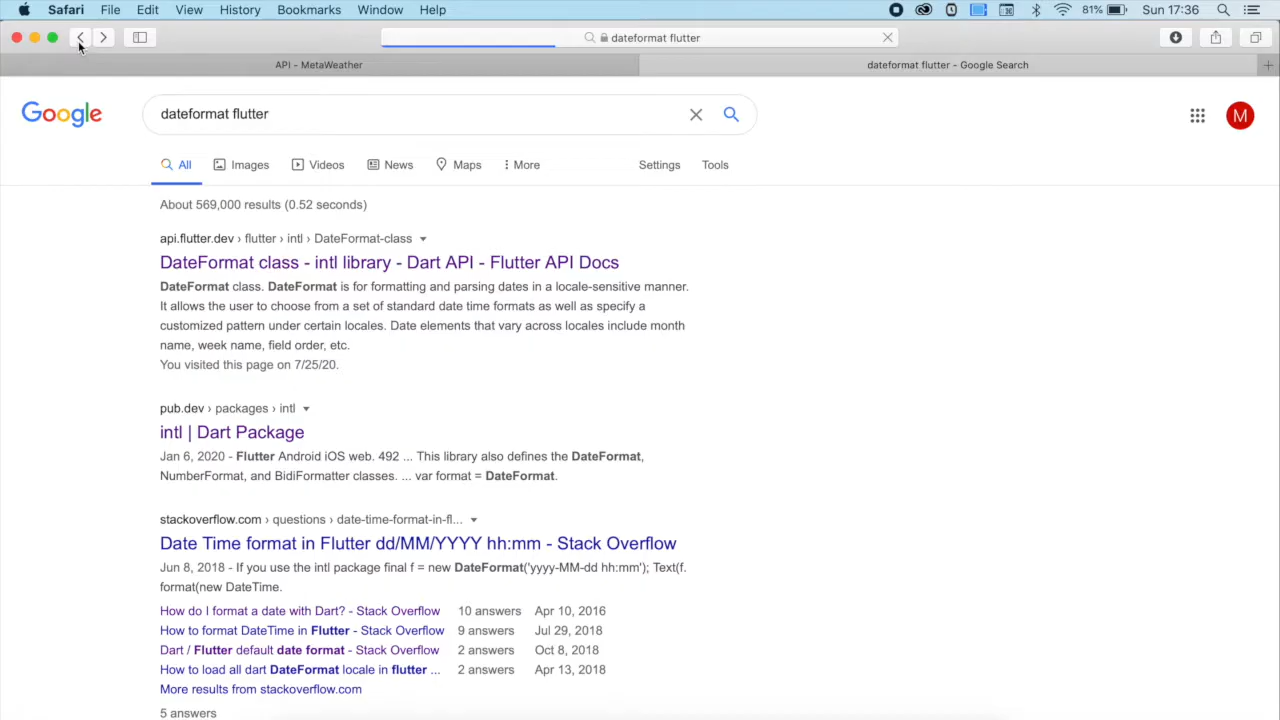 Safari File Edit View History Bookmarks Window Help 81% Sun 17:36
dateformat flutter
API - MetaWeather dateformat flutter - Google Search
Google dateformat flutter M
All Images Videos News Maps More Settings Tools
About 569,000 results (0.52 seconds)
api.flutter.dev › flutter › intl › DateFormat-class
DateFormat class - intl library - Dart API - Flutter API Docs
DateFormat class. DateFormat is for formatting and parsing dates in a locale-sensitive manner.
It allows the user to choose from a set of standard date time formats as well as specify a
customized pattern under certain locales. Date elements that vary across locales include month
name, week name, field order, etc.
You visited this page on 7/25/20.
pub.dev › packages › intl
intl | Dart Package
Jan 6, 2020 - Flutter Android iOS web. 492 ... This library also defines the DateFormat,
NumberFormat, and BidiFormatter classes. ... var format = DateFormat.
stackoverflow.com › questions › date-time-format-in-fl...
Date Time format in Flutter dd/MM/YYYY hh:mm - Stack Overflow
Jun 8, 2018 - If you use the intl package final f = new DateFormat('yyyy-MM-dd hh:mm'); Text(f.
format(new DateTime.
How do I format a date with Dart? - Stack Overflow 10 answers Apr 10, 2016
How to format DateTime in Flutter - Stack Overflow 9 answers Jul 29, 2018
Dart / Flutter default date format - Stack Overflow 2 answers Oct 8, 2018
How to load all dart DateFormat locale in flutter ... 2 answers Apr 13, 2018
More results from stackoverflow.com
5 answers